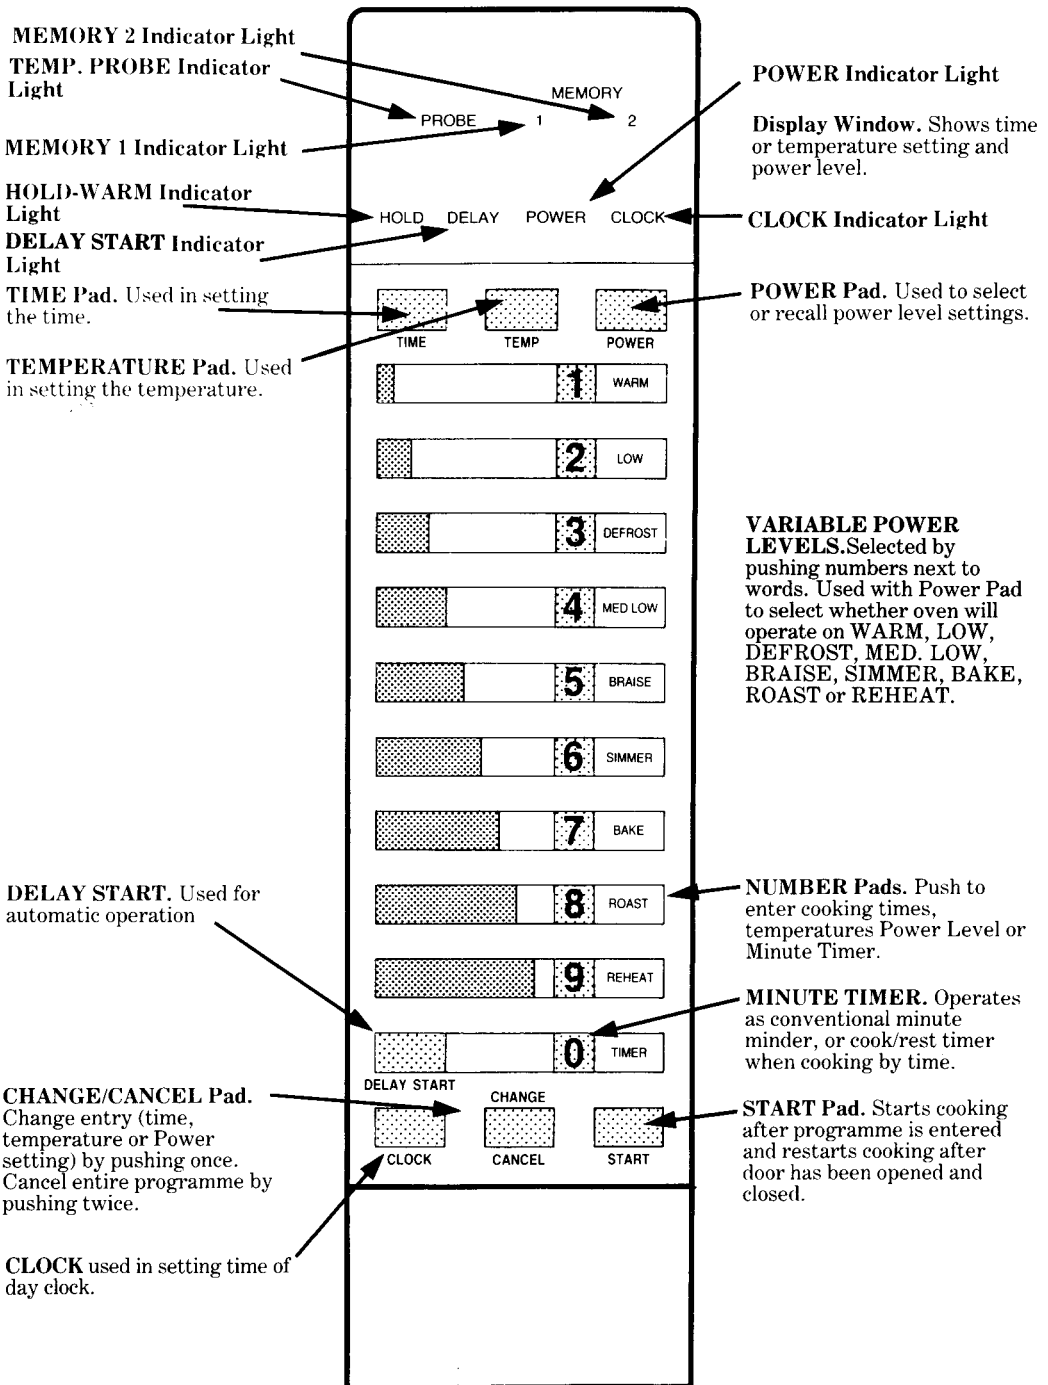 MEMORY 2 Indicator Light
TEMP. PROBE Indicator
Light
MEMORY 1 Indicator Light
HOLD-WARM Indicator
Light
DELAY START Indicator
Light
TIME Pad. Used in setting
the time.
TEMPERATURE Pad. Used
in setting the temperature.
DELAY START. Used for
automatic operation
CHANGE/CANCEL Pad.
Change entry (time,
temperature or Power
setting) by pushing once.
Cancel entire programme by
pushing twice.
CLOCK used in setting time of
day clock.
MEMORY
PROBE 1 2
HOLD DELAY POWER CLOCK
TIME TEMP POWER
1 WARM
2 LOW
3 DEFROST
4 MED LOW
5 BRAISE
6 SIMMER
7 BAKE
8 ROAST
9 REHEAT
0 TIMER
DELAY START
CHANGE
CLOCK CANCEL START
POWER Indicator Light
Display Window. Shows time
or temperature setting and
power level.
CLOCK Indicator Light
POWER Pad. Used to select
or recall power level settings.
VARIABLE POWER
LEVELS.Selected by
pushing numbers next to
words. Used with Power Pad
to select whether oven will
operate on WARM, LOW,
DEFROST, MED. LOW,
BRAISE, SIMMER, BAKE,
ROAST or REHEAT.
NUMBER Pads. Push to
enter cooking times,
temperatures Power Level or
Minute Timer.
MINUTE TIMER. Operates
as conventional minute
minder, or cook/rest timer
when cooking by time.
START Pad. Starts cooking
after programme is entered
and restarts cooking after
door has been opened and
closed.